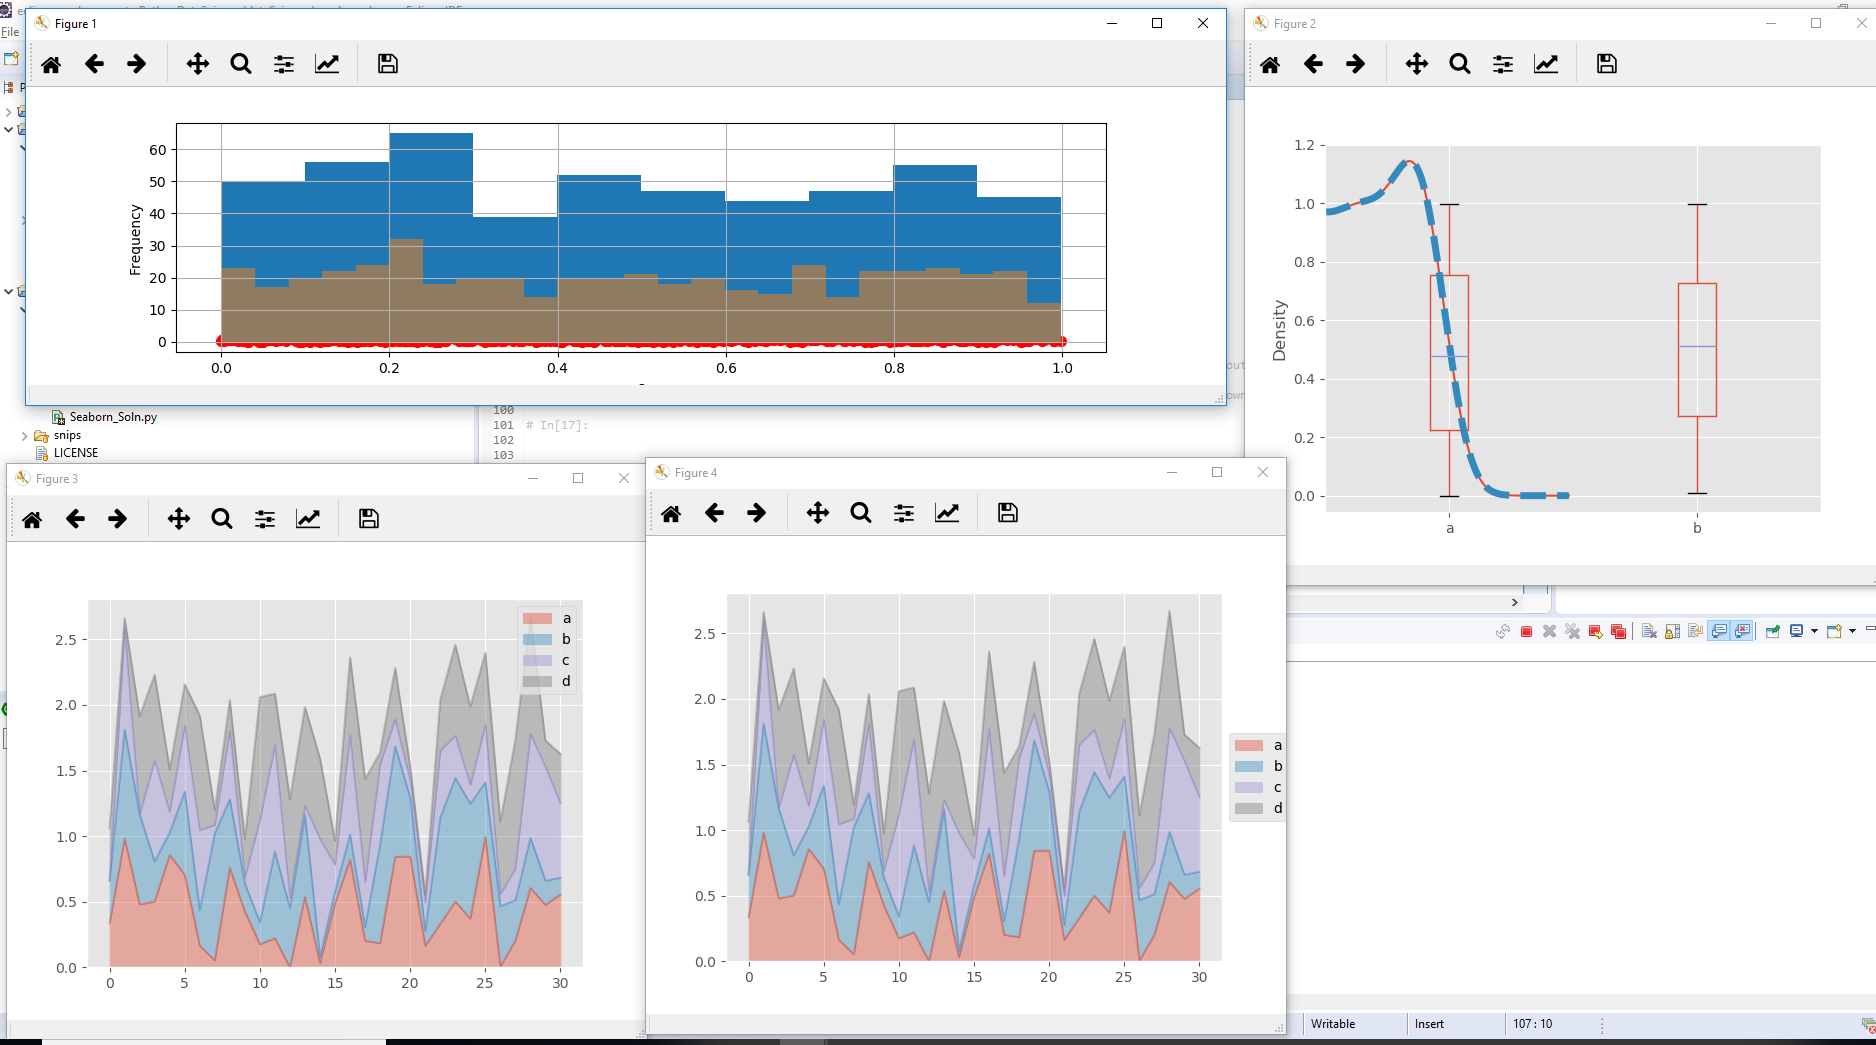 Figure 1
File
Frequency
60
50
40
30
20
10
0
0.0 0.2 0.4 0.6 0.8 1.0
Figure 2
Density
1.2
1.0
0.8
0.6
0.4
0.2
0.0
a b
Seaborn_Soln.py
snips
LICENSE
100
101 # In[17]:
102
103
Figure 3
2.5
2.0
1.5
1.0
0.5
0.0
0 5 10 15 20 25 30
a
b
c
d
Figure 4
2.5
2.0
1.5
1.0
0.5
0.0
0 5 10 15 20 25 30
a
b
c
d
Writable Insert 107 : 10